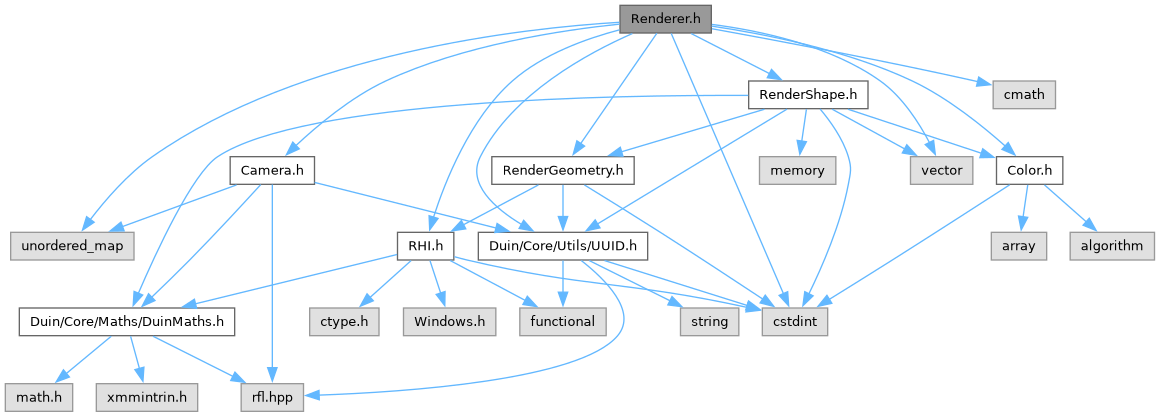 Renderer.h
RenderShape.h
cmath
Camera.h
RenderGeometry.h
memory
vector
Color.h
unordered_map
RHI.h
Duin/Core/Utils/UUID.h
array
algorithm
Duin/Core/Maths/DuinMaths.h
ctype.h
Windows.h
functional
string
cstdint
math.h
xmmintrin.h
rfl.hpp